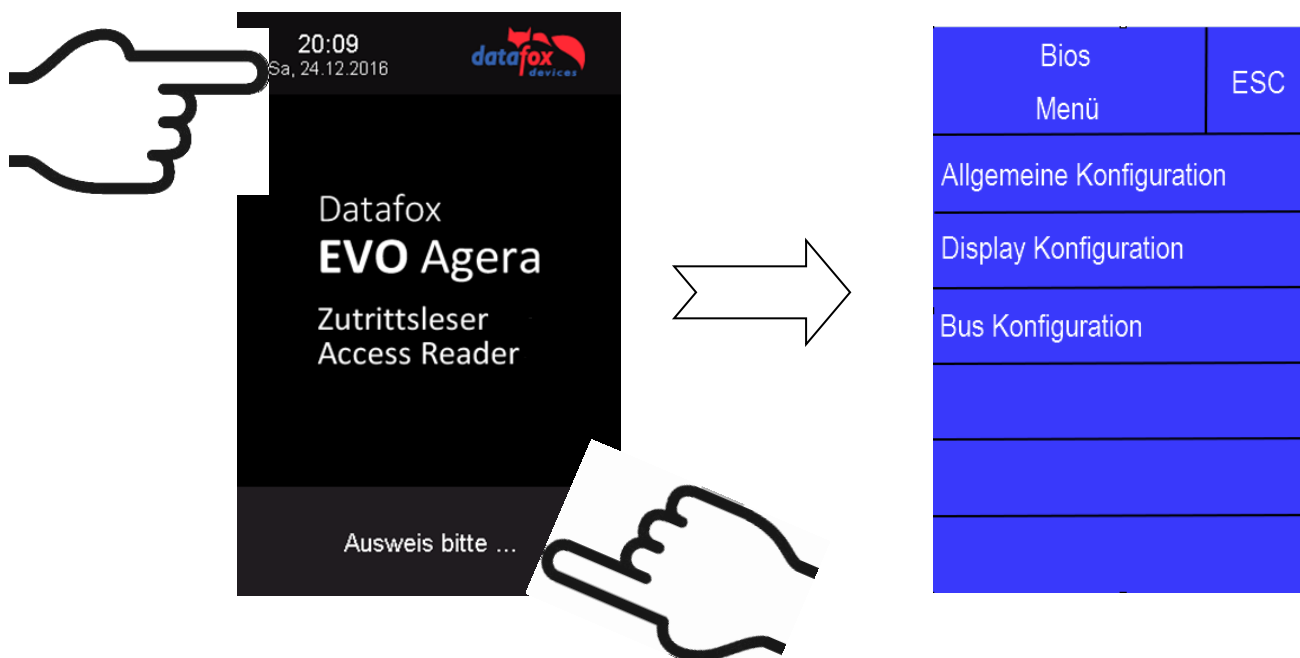 20:09
Sa, 24.12.2016
datafox
devices
Datafox
EVO Agera
Zutrittsleser
Access Reader
Ausweis bitte ...
Bios
Menü
ESC
Allgemeine Konfiguration
Display Konfiguration
Bus Konfiguration